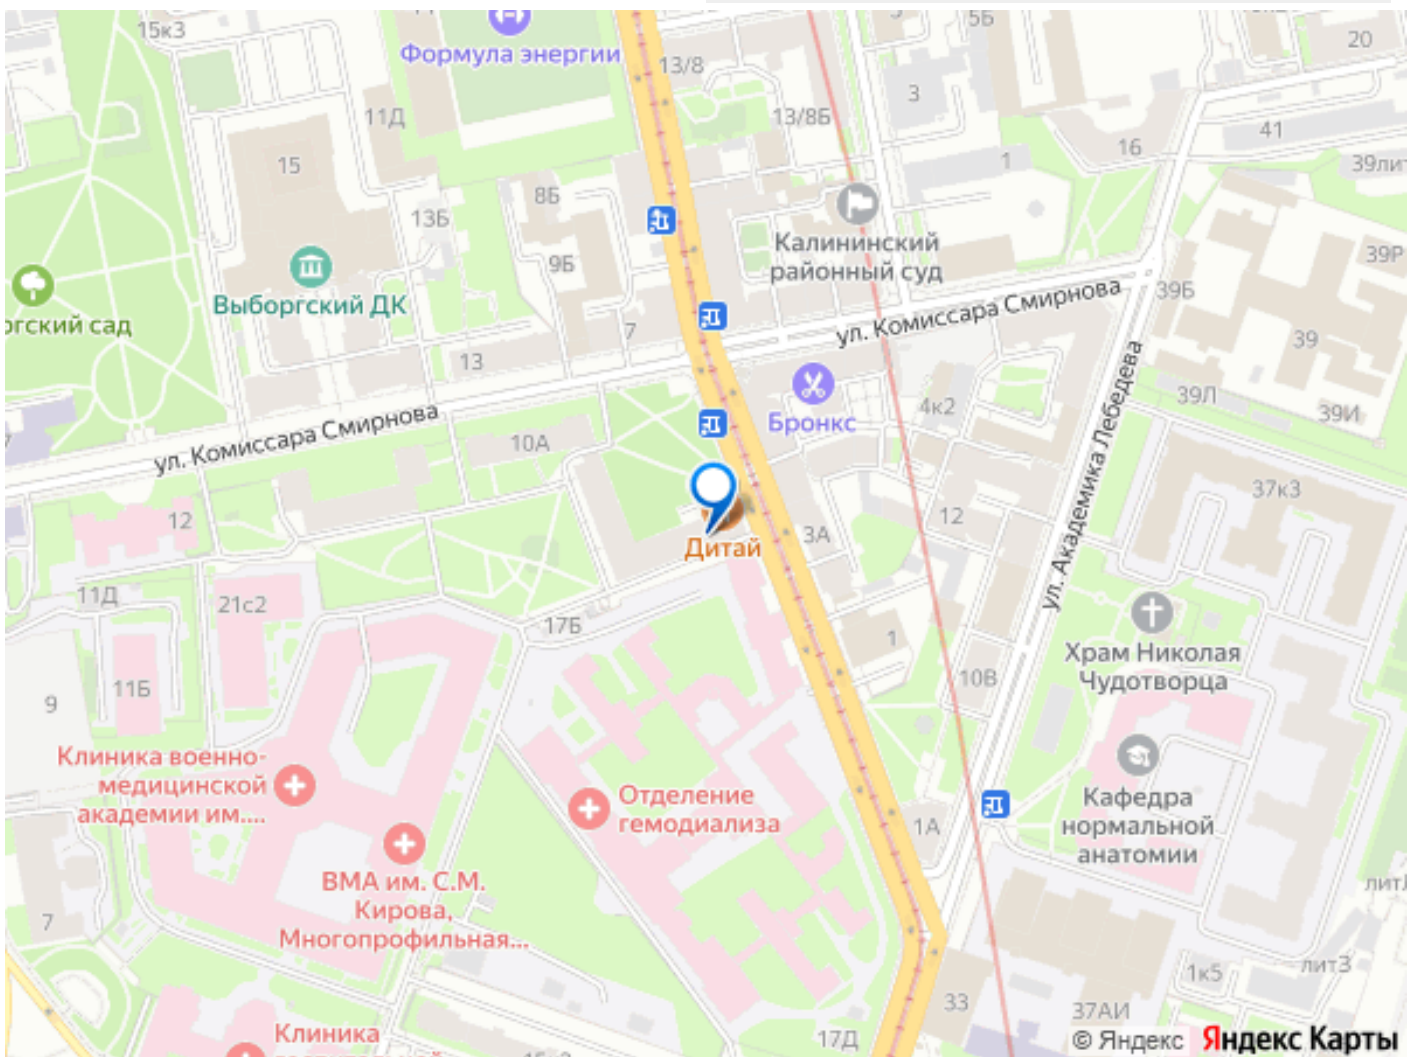 15к3
Формула энергии
13/8
5Б
20
11Д
3
13/8Б
41
16
15
1
39лит
8Б
13Б
Калининский
районный суд
9Б
39Р
Выборгский ДК
39Б
ргский сад
ул. Комиссара Смирнова
7
39
13
Бронкс
39Л
4к2
39И
ул. Комиссара Смирнова
10А
ул. Академика Лебедева
37к3
12
12
3А
Дитай
11Д
21с2
17Б
1
Храм Николая
Чудотворца
10В
11Б
9
Клиника военно-
медицинской
академии им....
Отделение
гемодиализа
Кафедра
нормальной
анатомии
1А
ВМА им. С.М.
Кирова,
Многопрофильная...
7
1к5
лит3
33
37АИ
17Д
Клиника
© Яндекс Яндекс Карты